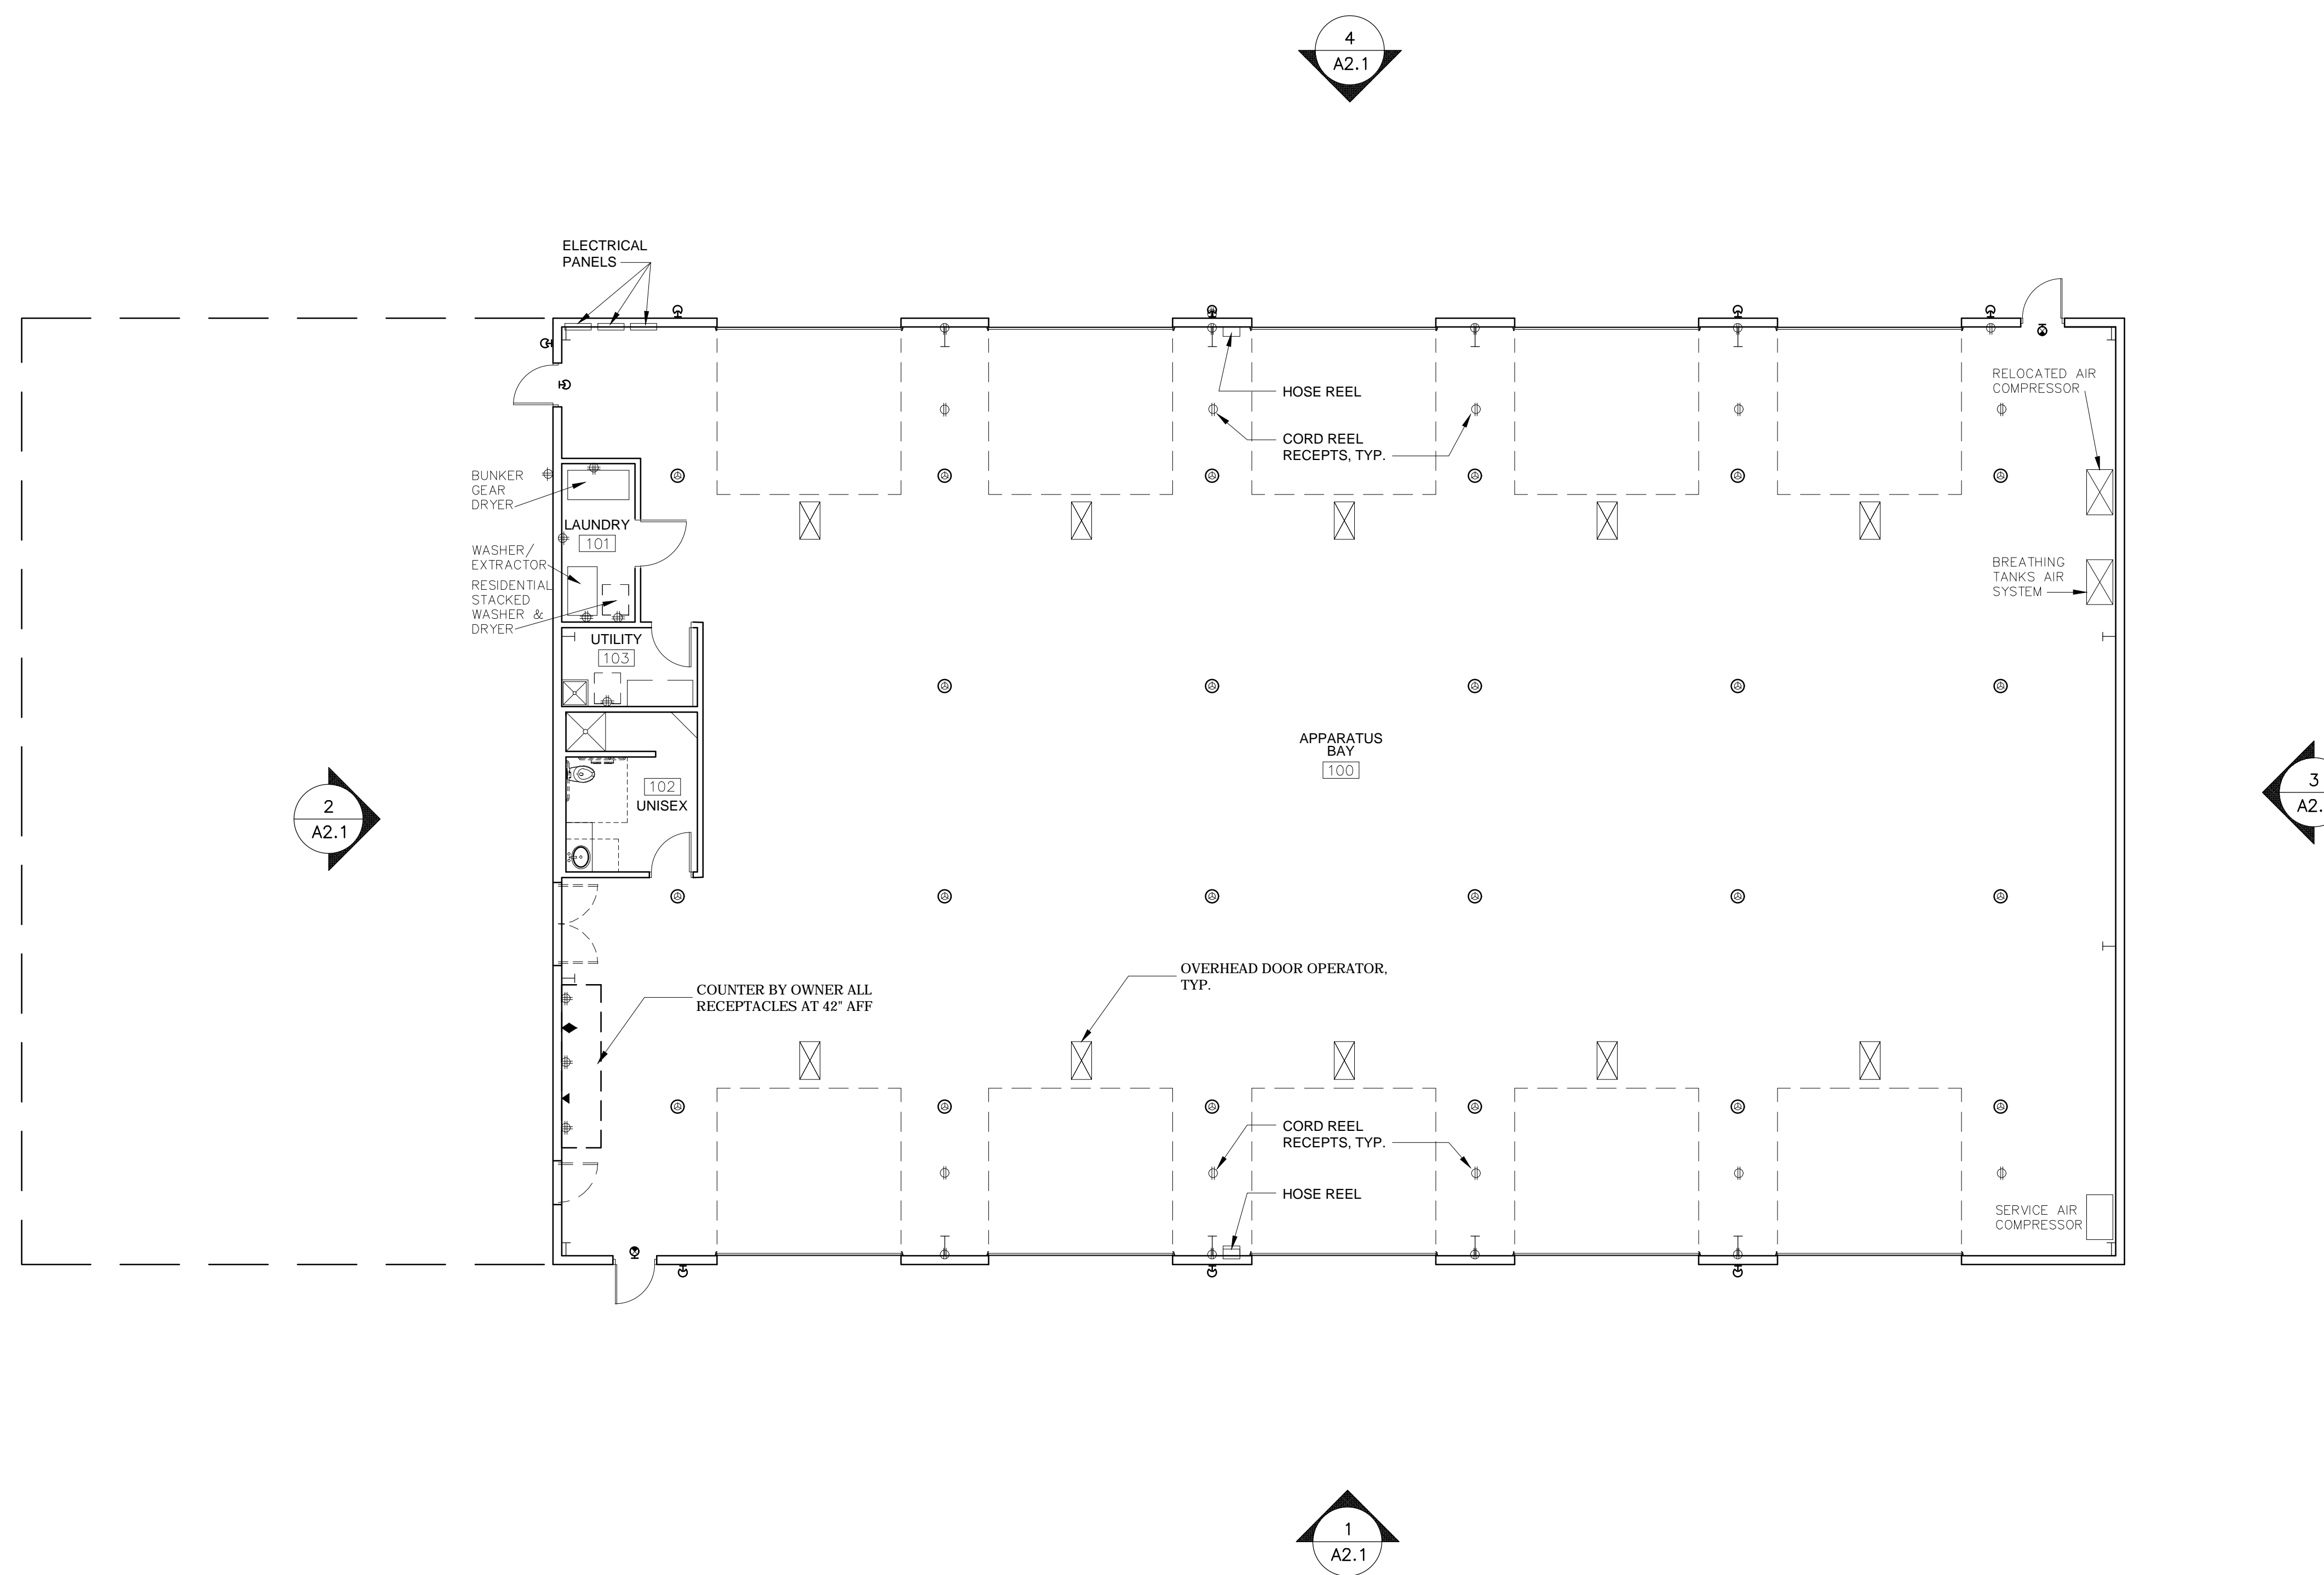 4
A2.1
ELECTRICAL
PANELS
HOSE REEL
CORD REEL
RECEPTS, TYP.
RELOCATED AIR
COMPRESSOR
BUNKER
GEAR
DRYER
LAUNDRY
101
WASHER/
EXTRACTOR
RESIDENTIAL
STACKED
WASHER &
DRYER
BREATHING
TANKS AIR
SYSTEM
UTILITY
103
APPARATUS
BAY
100
102
UNISEX
2
A2.1
3
A2.
OVERHEAD DOOR OPERATOR,
TYP.
COUNTER BY OWNER ALL
RECEPTACLES AT 42" AFF
CORD REEL
RECEPTS, TYP.
HOSE REEL
SERVICE AIR
COMPRESSOR
1
A2.1